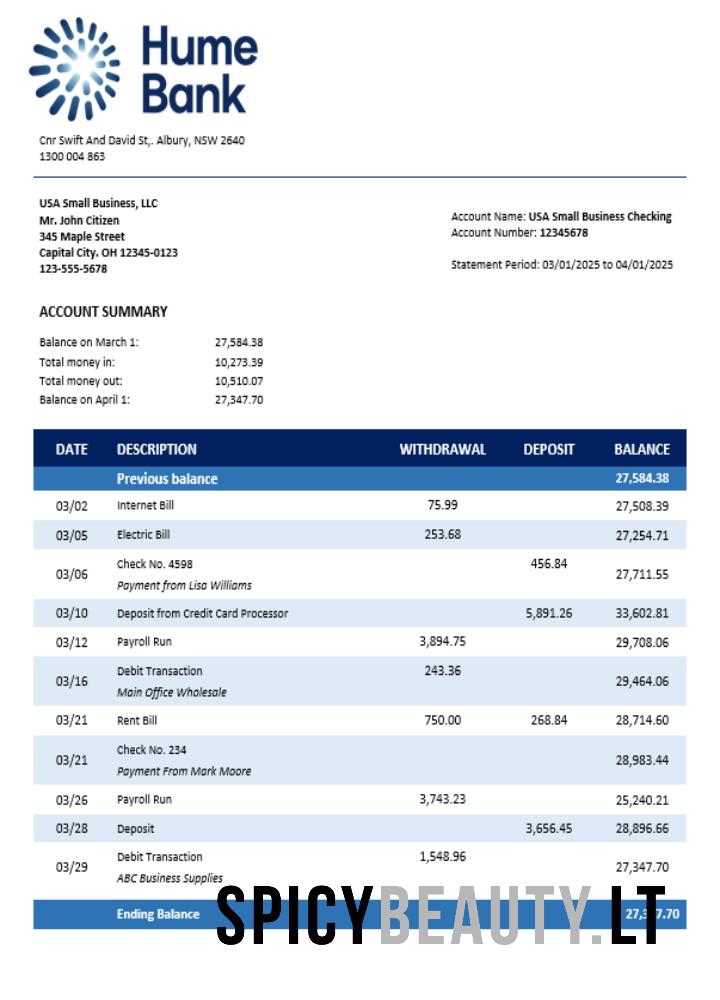 Hume
Bank
Cnr Swift And David St,. Albury, NSW 2640
1300 004 863
USA Small Business, LLC
Mr. John Citizen
345 Maple Street
Capital City. OH 12345-0123
123-555-5678
Account Name: USA Small Business Checking
Account Number: 12345678
Statement Period: 03/01/2025 to 04/01/2025
ACCOUNT SUMMARY
Balance on March 1: 27,584.38
Total money in: 10,273.39
Total money out: 10,510.07
Balance on April 1: 27,347.70
DATE DESCRIPTION WITHDRAWAL DEPOSIT BALANCE
Previous balance 27,584.38
03/02 Internet Bill 75.99 27,508.39
03/05 Electric Bill 253.68 27,254.71
03/06 Check No. 4598 456.84 27,711.55
Payment from Lisa Williams
03/10 Deposit from Credit Card Processor 5,891.26 33,602.81
03/12 Payroll Run 3,894.75 29,708.06
03/16 Debit Transaction 243.36 29,464.06
Main Office Wholesale
03/21 Rent Bill 750.00 268.84 28,714.60
03/21 Check No. 234 28,983.44
Payment From Mark Moore
03/26 Payroll Run 3,743.23 25,240.21
03/28 Deposit 3,656.45 28,896.66
03/29 Debit Transaction 1,548.96 27,347.70
ABC Business Supplies
Ending Balance
SPICYBEAUTY.LT